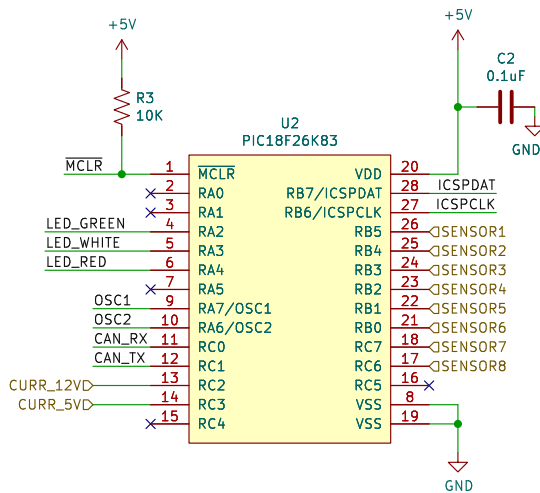 +5V
+5V
C2
0.1uF
R3
10K
GND
U2
PIC18F26K83
MCLR 1 MCLR VDD 20
2 RA0 RB7/ICSPDAT 28 ICSPDAT
3 RA1 RB6/ICSPCLK 27 ICSPCLK
LED_GREEN 4 RA2 RB5 26 SENSOR1
LED_WHITE 5 RA3 RB4 25 SENSOR2
LED_RED 6 RA4 RB3 24 SENSOR3
7 RA5 RB2 23 SENSOR4
OSC1 9 RA7/OSC1 RB1 22 SENSOR5
OSC2 10 RA6/OSC2 RB0 21 SENSOR6
CAN_RX 11 RC0 RC7 18 SENSOR7
CAN_TX 12 RC1 RC6 17 SENSOR8
CURR_12V 13 RC2 RC5 16
CURR_5V 14 RC3 VSS 8
15 RC4 VSS 19
GND